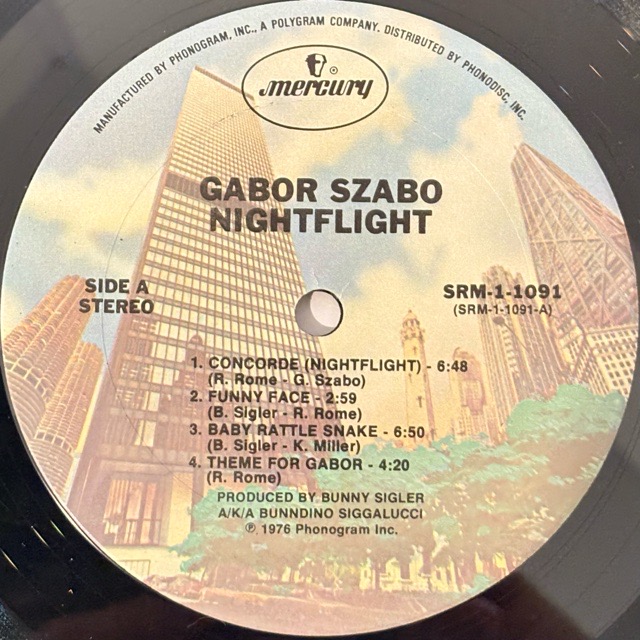 MANUFACTURED BY PHONOGRAM, INC., A POLYGRAM COMPANY. DISTRIBUTED BY PHONODISC, INC.
mercury
®
GABOR SZABO
NIGHTFLIGHT
SIDE A
STEREO
SRM-1-1091
(SRM-1-1091-A)
1. CONCORDE (NIGHTFLIGHT) - 6:48
(R. Rome - G. Szabo)
2. FUNNY FACE - 2:59
(B. Sigler - R. Rome)
3. BABY RATTLE SNAKE - 6:50
(B. Sigler - K. Miller)
4. THEME FOR GABOR - 4:20
(R. Rome)
PRODUCED BY BUNNY SIGLER
A/K/A BUNNDINO SIGGALUCCI
℗ 1976 Phonogram Inc.